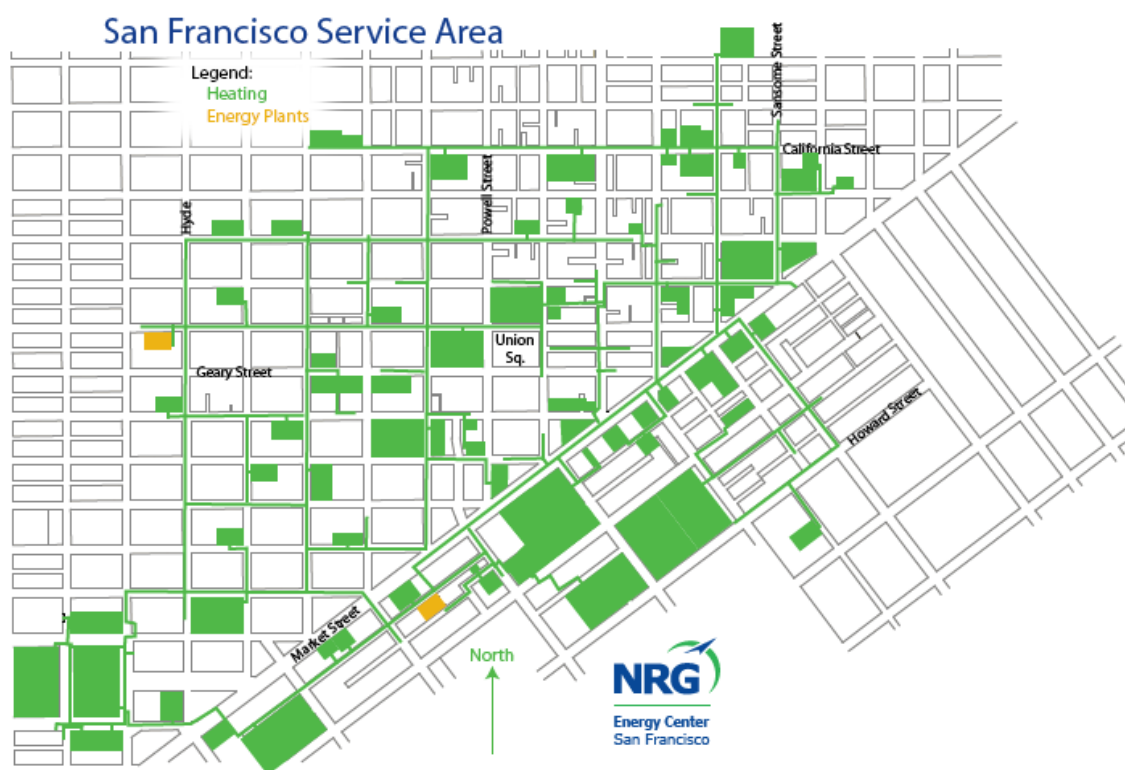 San Francisco Service Area
Legend:
Heating
Energy Plants
Sansome Street
California Street
Powell Street
Hyde
Union
Sq.
Geary Street
Howard Street
Market Street
North
NRG
Energy Center
San Francisco